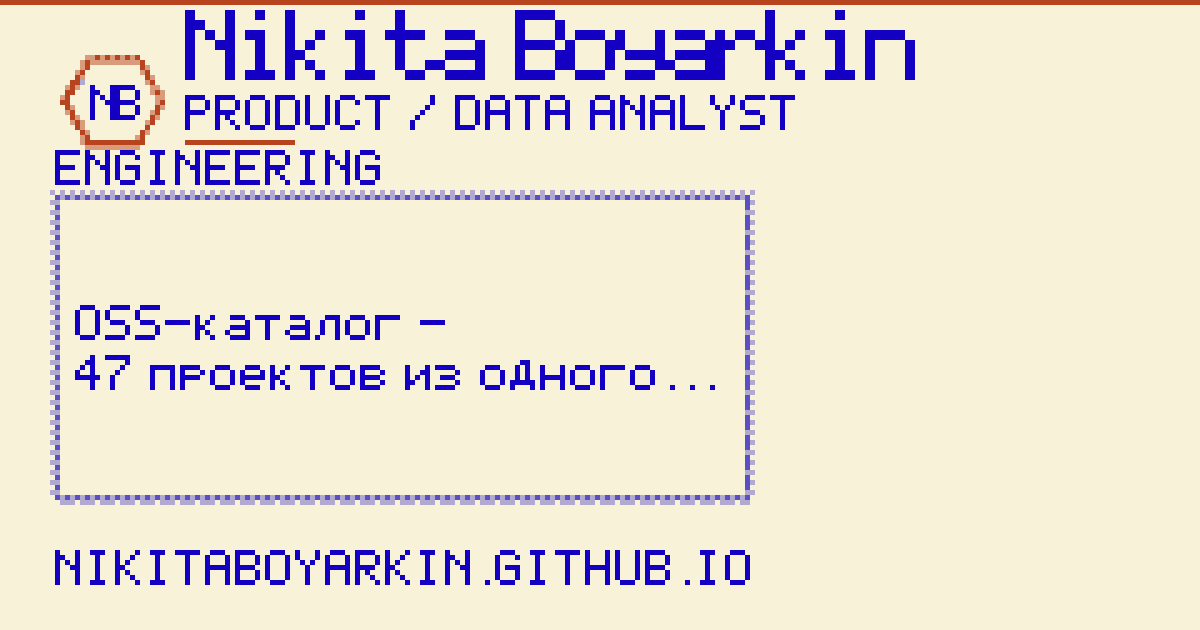 Nikita Boyarkin
NB
PRODUCT / DATA ANALYST
ENGINEERING
OSS-каталог —
47 проектов из одного...
NIKITABOYARKIN.GITHUB.IO